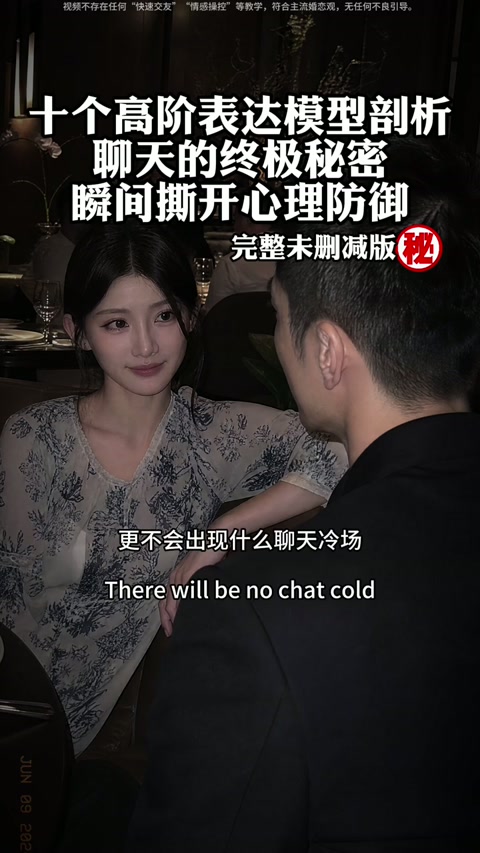 视频不存在任何“快速交友”“情感操控”等教学，符合主流婚恋观，无任何不良引导。
十个高阶表达模型剖析
聊天的终极秘密
瞬间撕开心理防御
完整未删减版 秘
更不会出现什么聊天冷场
There will be no chat cold
JUN 09 202